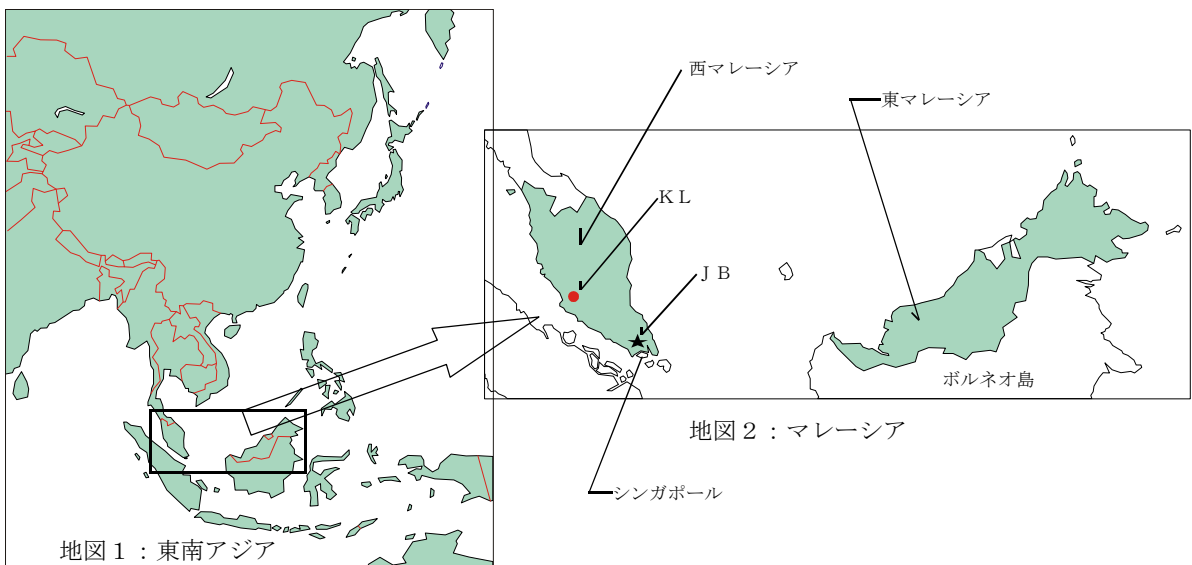 西マレーシア
東マレーシア
ＫＬ
ＪＢ
ボルネオ島
地図２：マレーシア
シンガポール
地図１：東南アジア